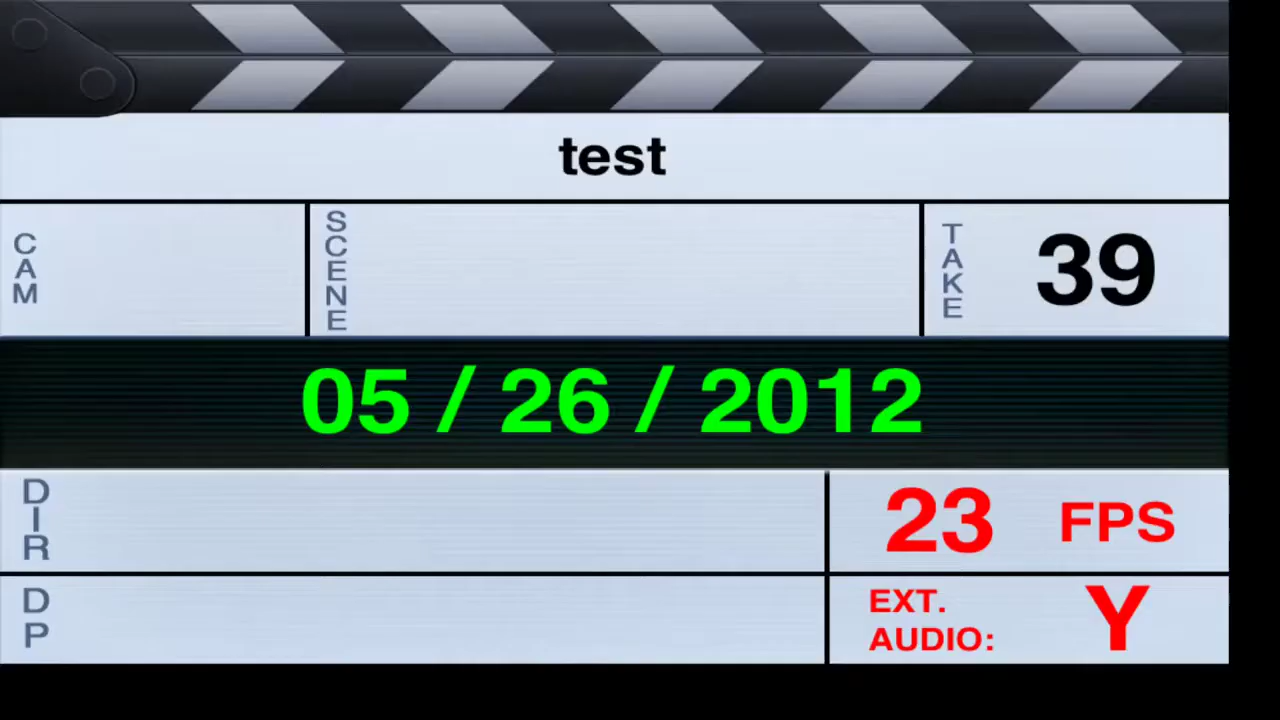 test
CAM
SCENE
TAKE
39
05 / 26 / 2012
DIR
23 FPS
DP
EXT.
AUDIO:
Y